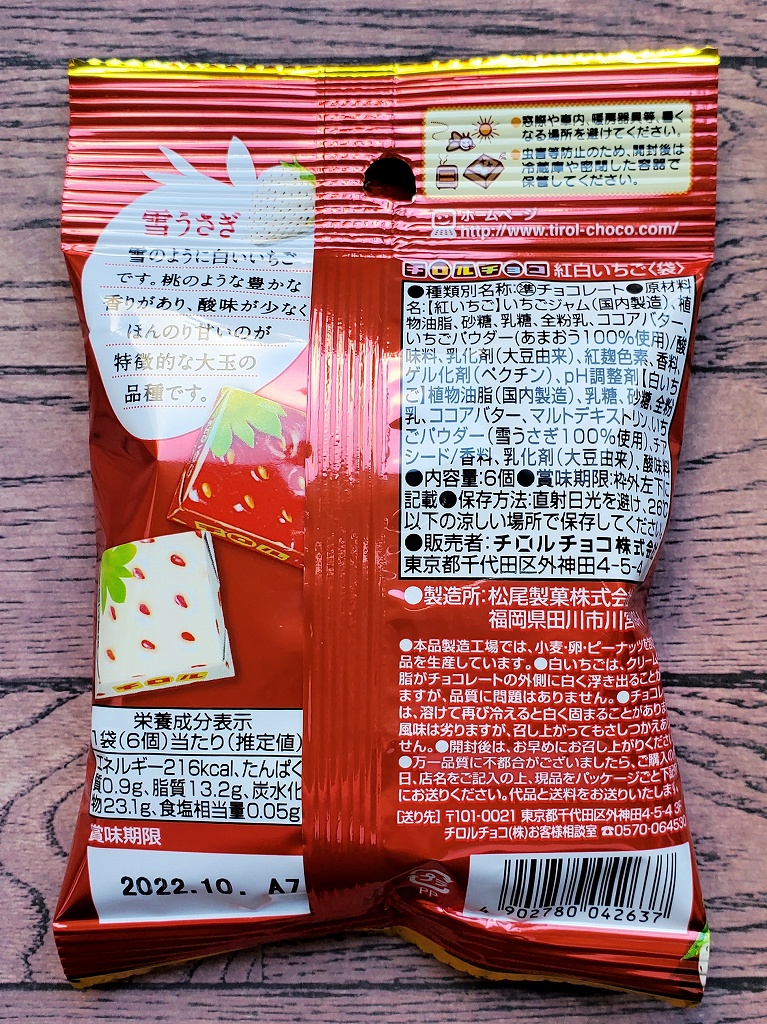 窓際や車内、暖房器具等、暑く
なる場所を避けてください。
虫害等防止のため、開封後は
冷蔵庫や密閉した容器で
保管してください。
ホームページ
http://www.tirol-choco.com/
雪うさぎ
雪のように白いいちご
です。桃のような豊かな
香りがあり、酸味が少なく
ほんのり甘いのが
特徴的な大玉の
品種です。
チロルチョコ 紅白いちご〈袋〉
●種類別名称:準チョコレート●原材料
名:【紅いちご】いちごジャム(国内製造)、植
物油脂、砂糖、乳糖、全粉乳、ココアバター、
いちごパウダー(あまおう100%使用)/酸
味料、乳化剤(大豆由来)、紅麹色素、香料、
ゲル化剤(ペクチン)、pH調整剤【白いち
ご】植物油脂(国内製造)、乳糖、砂糖、全粉
乳、ココアバター、マルトデキストリン、いち
ごパウダー(雪うさぎ100%使用)、チア
シード/香料、乳化剤(大豆由来)、酸味料
●内容量:6個●賞味期限:枠外左下に
記載●保存方法:直射日光を避け、26℃
以下の涼しい場所で保存してください
●販売者:チロルチョコ株式会
東京都千代田区外神田4-5-4
●製造所:松尾製菓株式会
福岡県田川市川宮
●本品製造工場では、小麦・卵・ピーナッツを
品を生産しています。●白いちごは、クリーム
脂がチョコレートの外側に白く浮き出ること
ますが、品質に問題はありません。●チョコレ
は、溶けて再び冷えると白く固まることがあり
風味は劣りますが、召し上がってもさしつかえあ
せん。●開封後は、お早めにお召し上がりくださ
●万一品質に不都合がございましたら、ご購入
日、店名をご記入の上、現品をパッケージごと下記
にお送りください。代品と送料をお送りいたします
[送り先] 〒101-0021 東京都千代田区外神田4-5-4 3F
チロルチョコ(株)お客様相談室 ☎0570-064530
チロル
チロル
栄養成分表示
1袋(6個)当たり(推定値)
エネルギー216kcal、たんぱく
質0.9g、脂質13.2g、炭水化
物23.1g、食塩相当量0.05g
賞味期限
2022.10. A7
プラ
PP
4 902780 042637